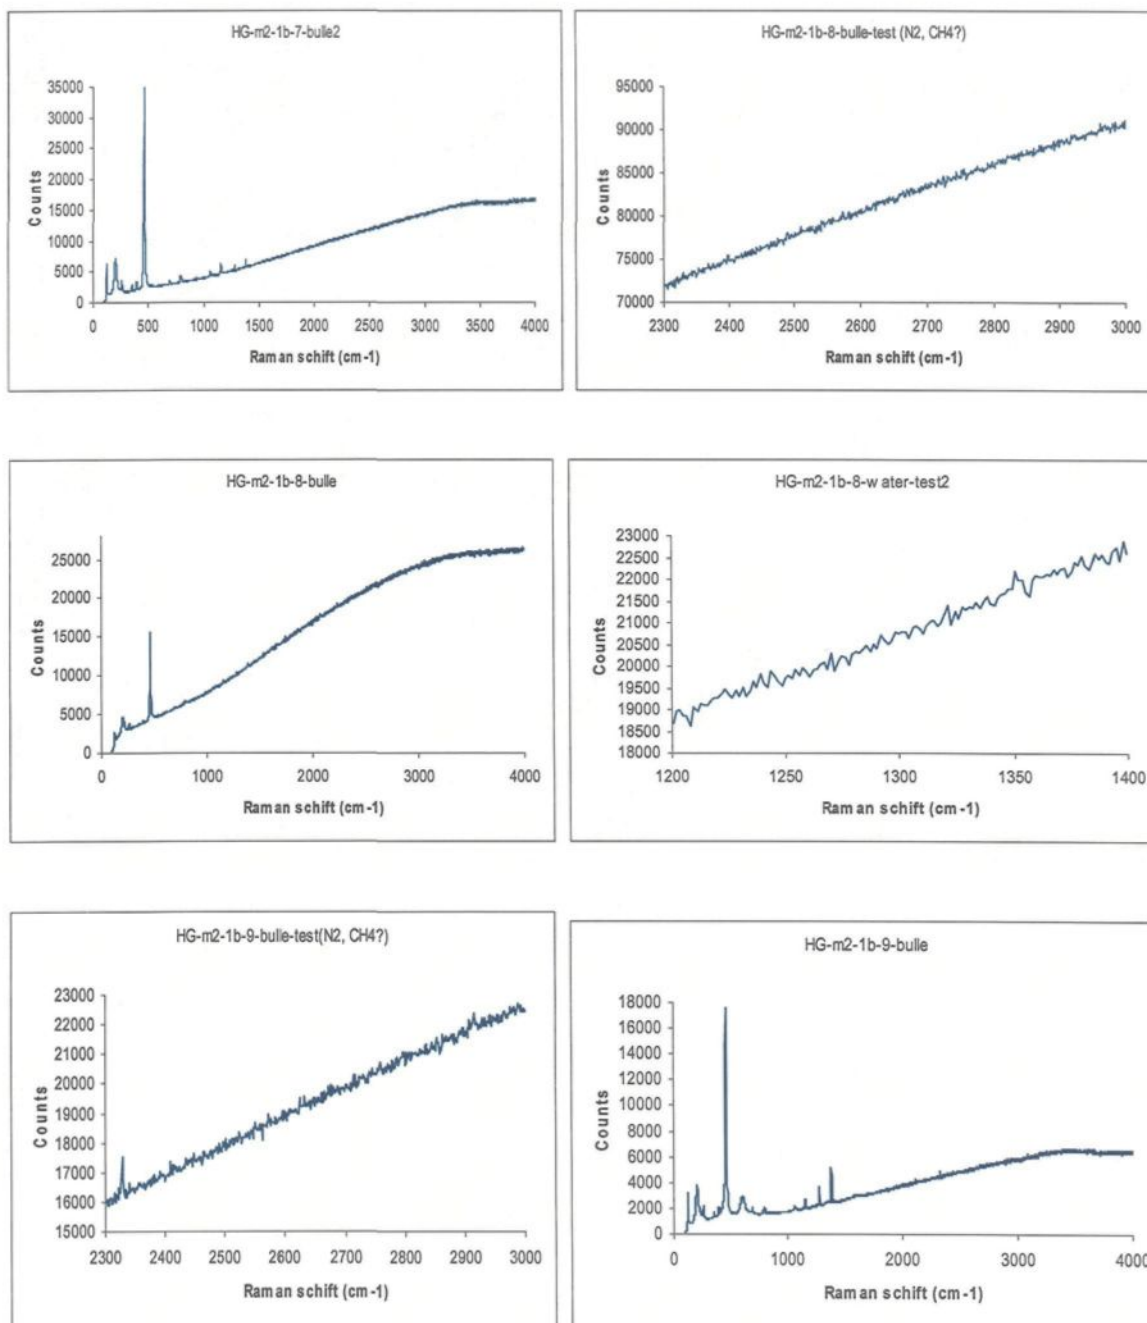 HG-m2-1b-7-bulle2
Counts
35000
30000
25000
20000
15000
10000
5000
0
0 500 1000 1500 2000 2500 3000 3500 4000
Raman schift (cm-1)
HG-m2-1b-8-bulle-test (N2, CH4?)
Counts
95000
90000
85000
80000
75000
70000
2300 2400 2500 2600 2700 2800 2900 3000
Raman schift (cm-1)
HG-m2-1b-8-bulle
Counts
25000
20000
15000
10000
5000
0
0 1000 2000 3000 4000
Raman schift (cm-1)
HG-m2-1b-8-water-test2
Counts
23000
22500
22000
21500
21000
20500
20000
19500
19000
18500
18000
1200 1250 1300 1350 1400
Raman schift (cm-1)
HG-m2-1b-9-bulle-test(N2, CH4?)
Counts
23000
22000
21000
20000
19000
18000
17000
16000
15000
2300 2400 2500 2600 2700 2800 2900 3000
Raman schift (cm-1)
HG-m2-1b-9-bulle
Counts
18000
16000
14000
12000
10000
8000
6000
4000
2000
0
0 1000 2000 3000 4000
Raman schift (cm-1)